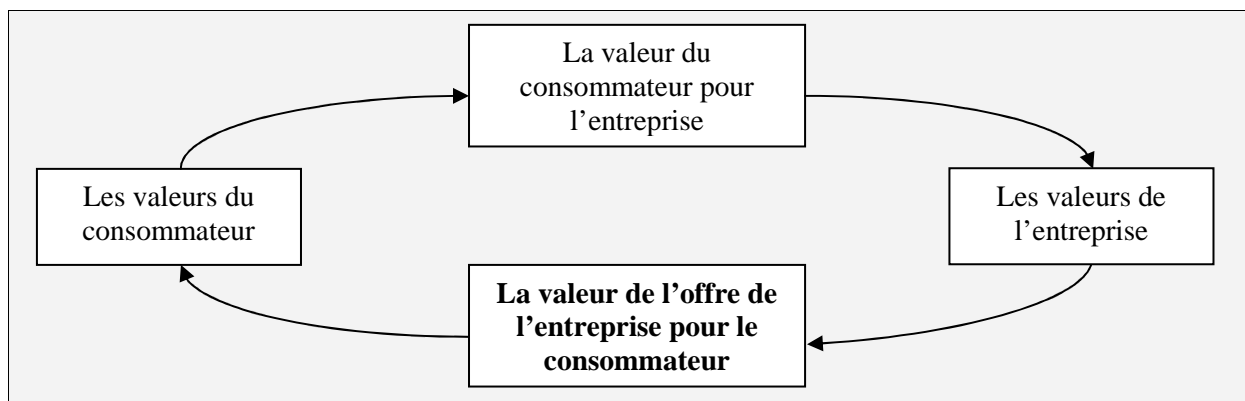 La valeur du
consommateur pour
l’entreprise
Les valeurs du
consommateur
Les valeurs de
l’entreprise
La valeur de l’offre de
l’entreprise pour le
consommateur